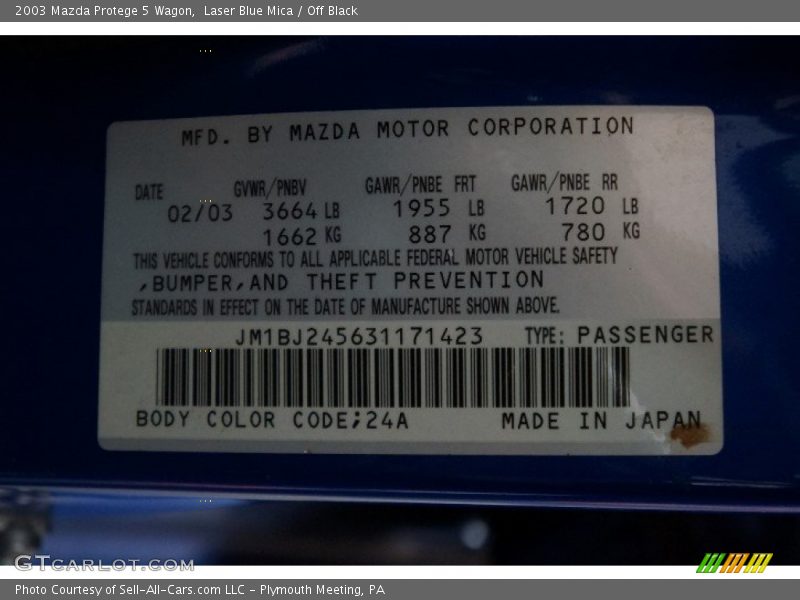 2003 Mazda Protege 5 Wagon, Laser Blue Mica / Off Black
MFD. BY MAZDA MOTOR CORPORATION
DATE GVWR/PNBV GAWR/PNBE FRT GAWR/PNBE RR
02/03 3664 LB 1955 LB 1720 LB
1662 KG 887 KG 780 KG
THIS VEHICLE CONFORMS TO ALL APPLICABLE FEDERAL MOTOR VEHICLE SAFETY
,BUMPER,AND THEFT PREVENTION
STANDARDS IN EFFECT ON THE DATE OF MANUFACTURE SHOWN ABOVE.
JM1BJ245631171423 TYPE: PASSENGER
BODY COLOR CODE;24A MADE IN JAPAN
GTCARLOT.COM
Photo Courtesy of Sell-All-Cars.com LLC - Plymouth Meeting, PA